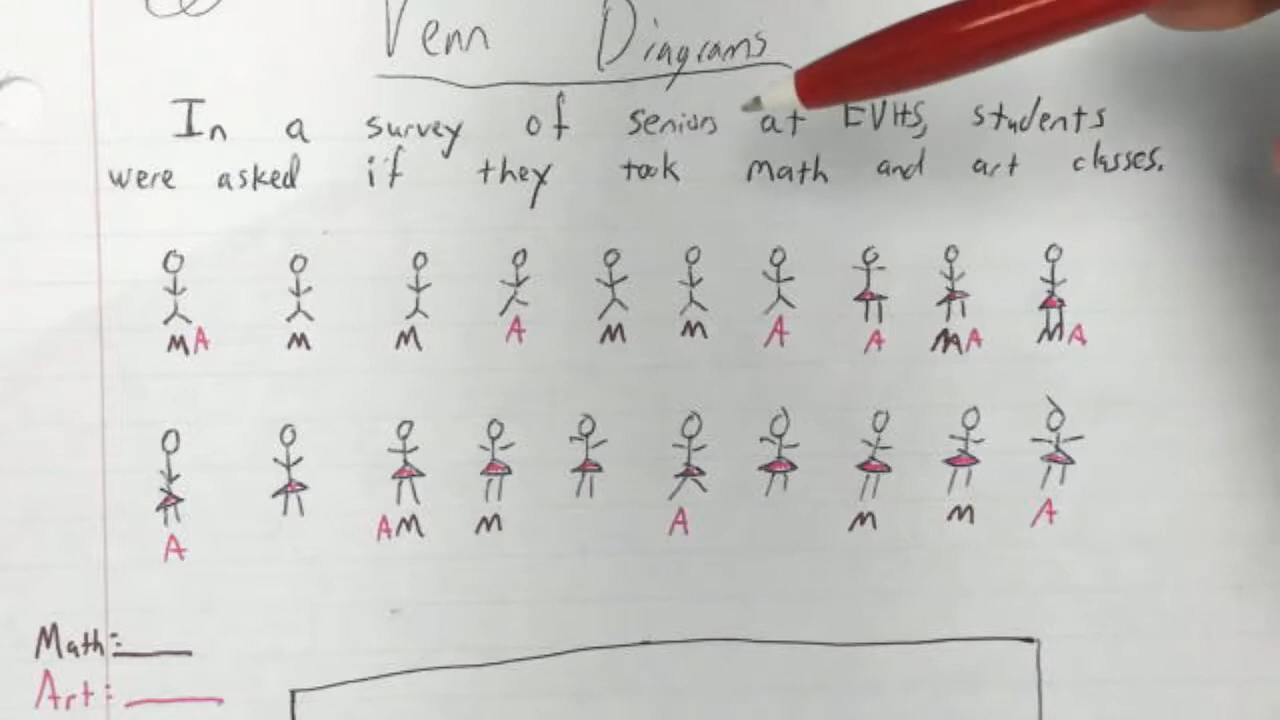 Venn Diagrams
In a survey of seniors at EVHS, students
were asked if they took math and art classes.
MA M M A M M A A MA MA
A AM M A M M A
Math:
Art: